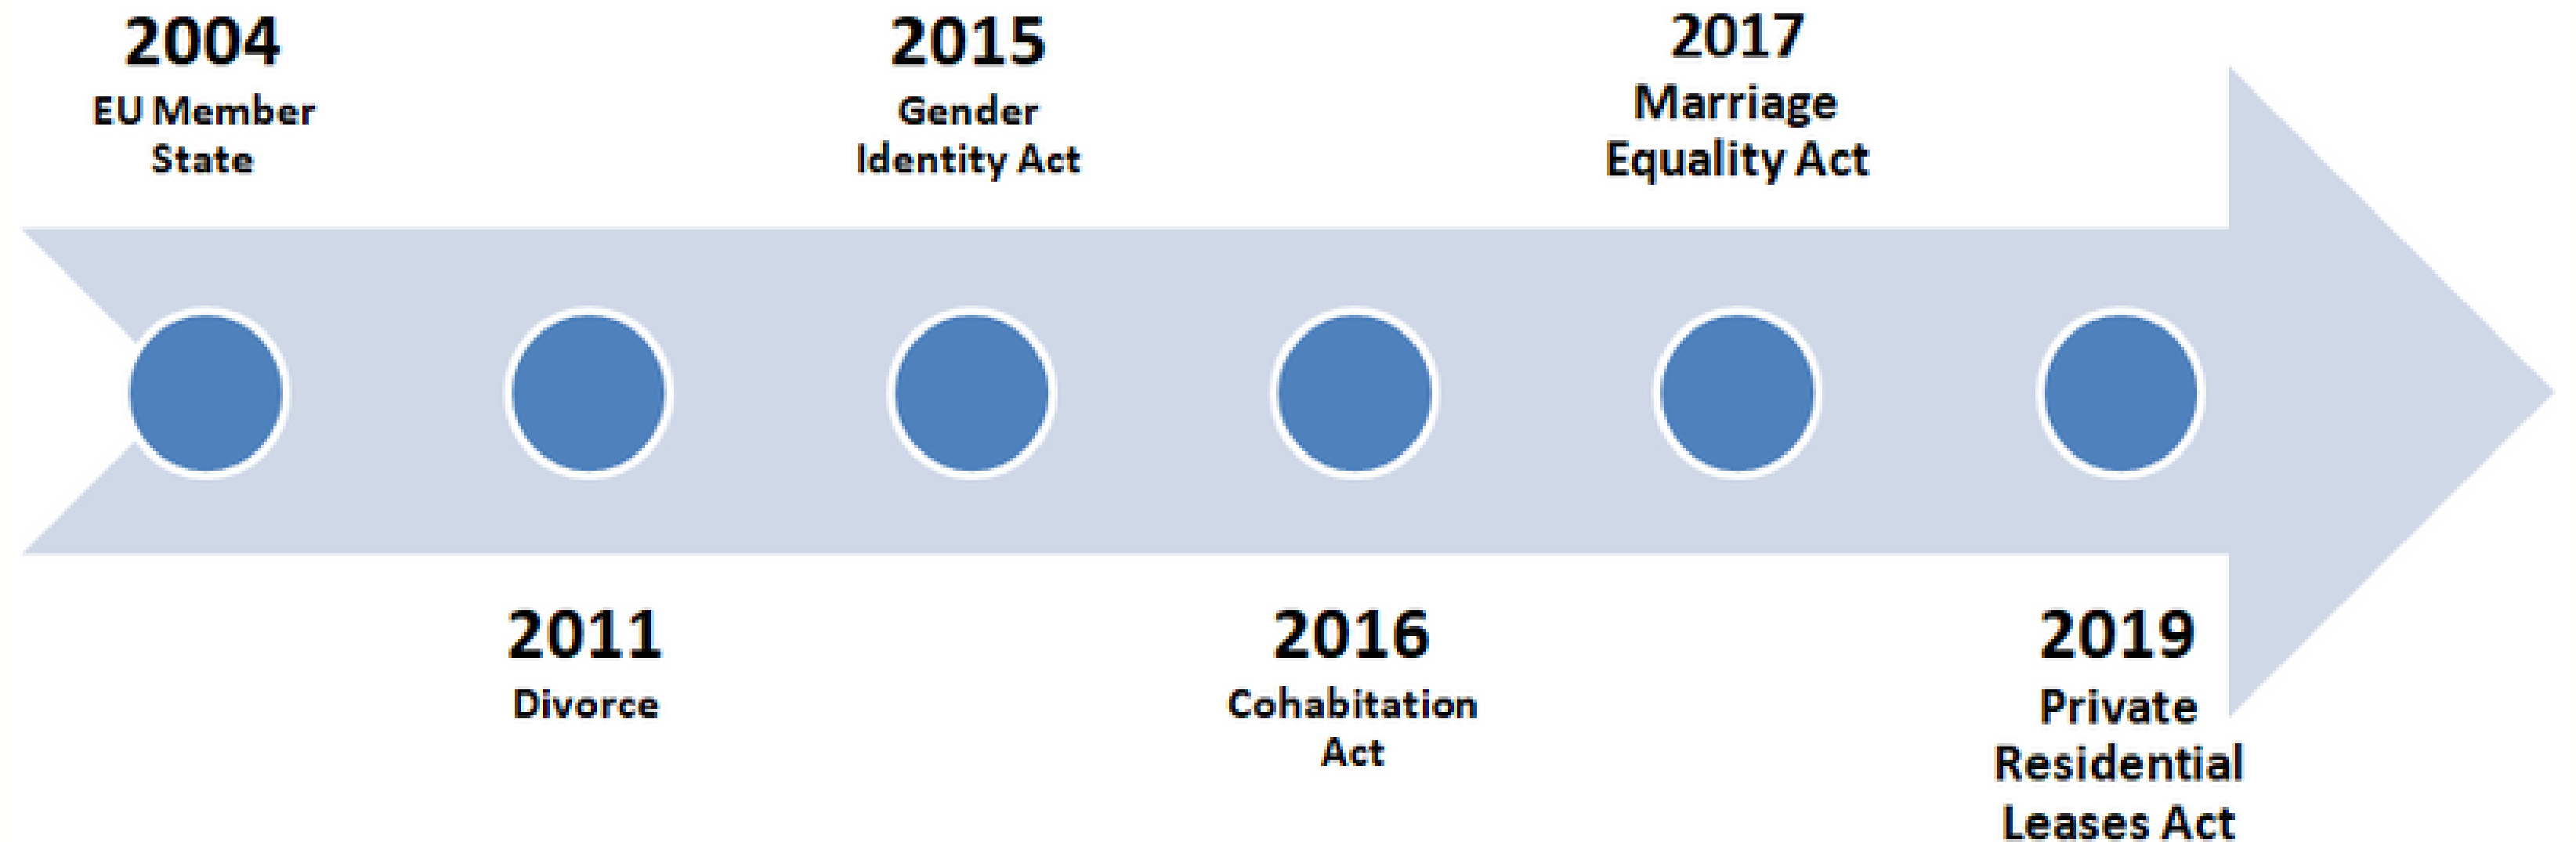 2004
EU Member
State
2015
Gender
Identity Act
2017
Marriage
Equality Act
2011
Divorce
2016
Cohabitation
Act
2019
Private
Residential
Leases Act